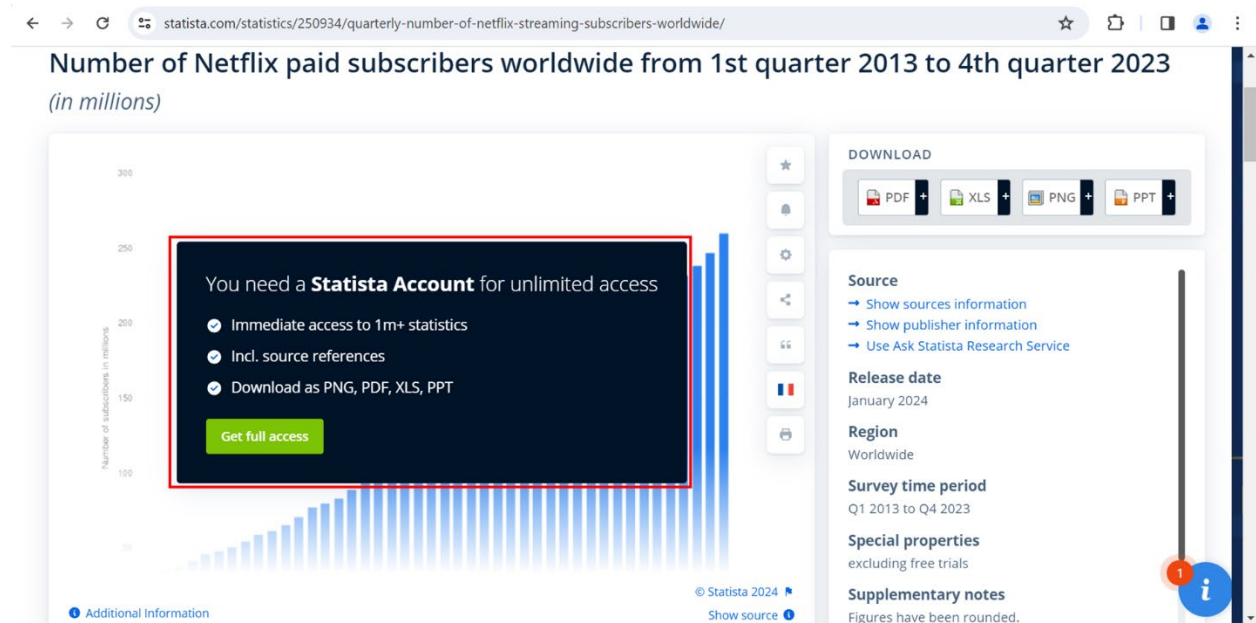 statista.com/statistics/250934/quarterly-number-of-netflix-streaming-subscribers-worldwide/
Number of Netflix paid subscribers worldwide from 1st quarter 2013 to 4th quarter 2023
(in millions)
300
250
200
150
100
50
Number of subscribers in millions
You need a Statista Account for unlimited access
Immediate access to 1m+ statistics
Incl. source references
Download as PNG, PDF, XLS, PPT
Get full access
© Statista 2024
Additional Information
Show source
DOWNLOAD
PDF + XLS + PNG + PPT +
Source
→ Show sources information
→ Show publisher information
→ Use Ask Statista Research Service
Release date
January 2024
Region
Worldwide
Survey time period
Q1 2013 to Q4 2023
Special properties
excluding free trials
Supplementary notes
Figures have been rounded.
1
i